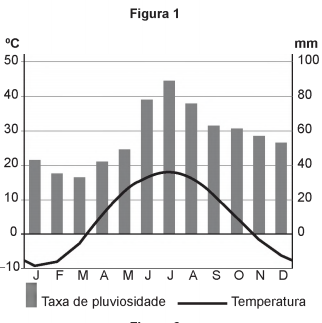 Figura 1
ºC mm
50 100
40 80
30 60
20 40
10 20
0 0
–10
J F M A M J J A S O N D
Taxa de pluviosidade Temperatura